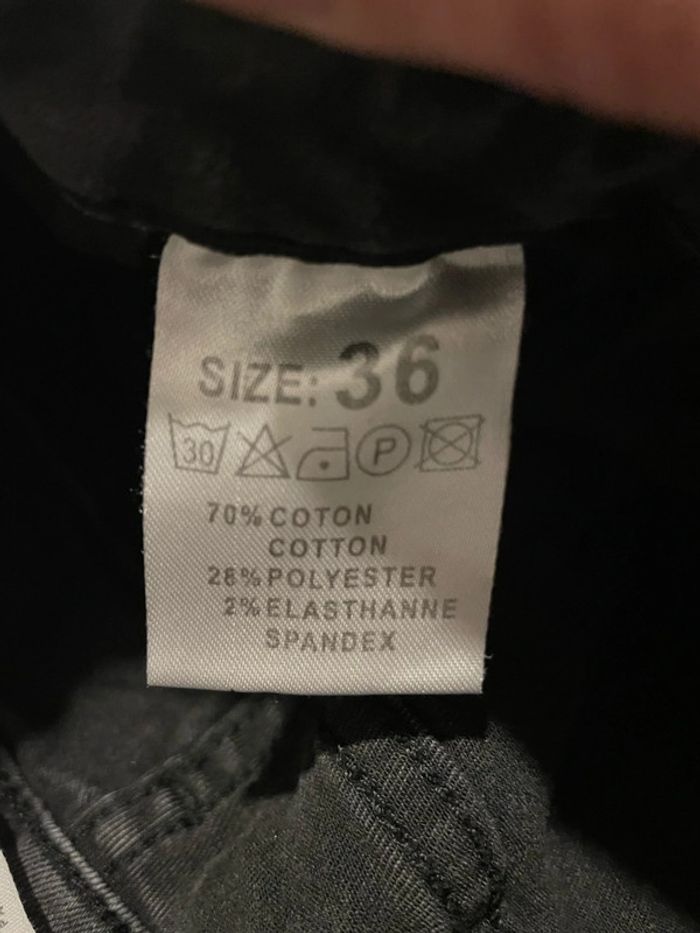 SIZE: 36
30 P
70% COTON
COTTON
28% POLYESTER
2% ELASTHANNE
SPANDEX